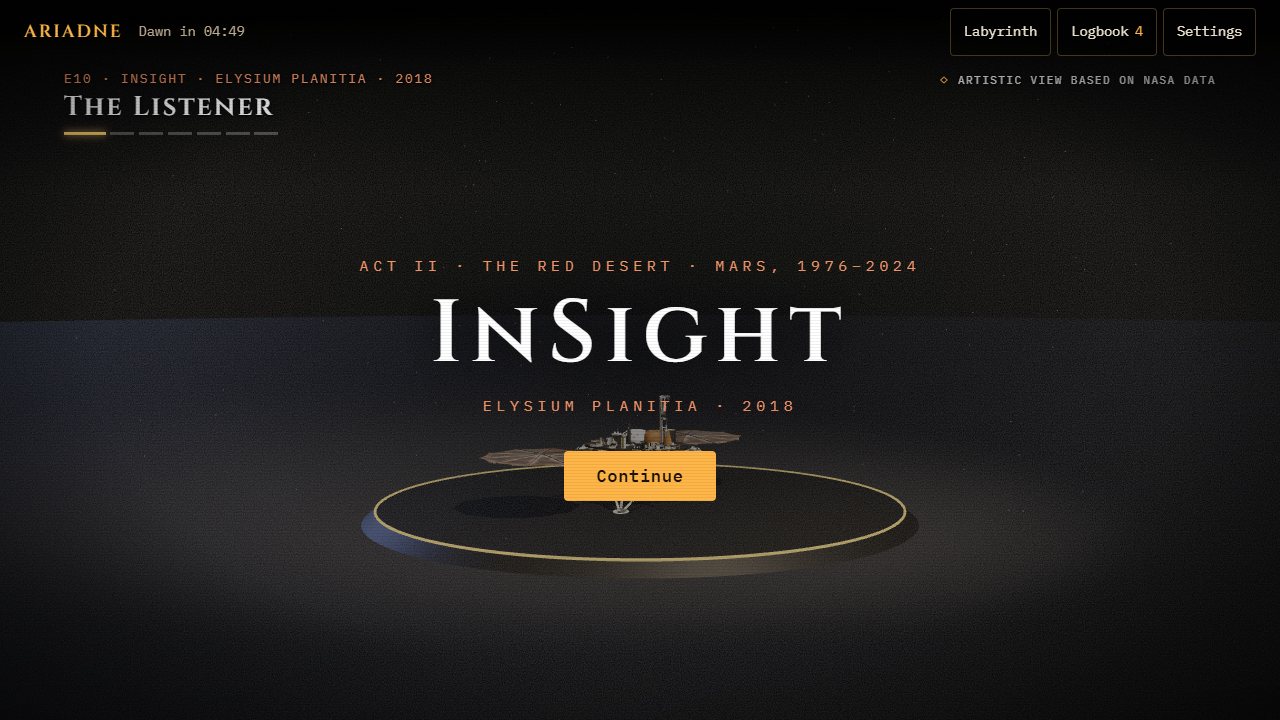 ARIADNE Dawn in 04:49 Labyrinth Logbook 4 Settings
E10 · INSIGHT · ELYSIUM PLANITIA · 2018
◇ ARTISTIC VIEW BASED ON NASA DATA
The Listener
ACT II · THE RED DESERT · MARS, 1976–2024
InSight
ELYSIUM PLANITIA · 2018
Continue